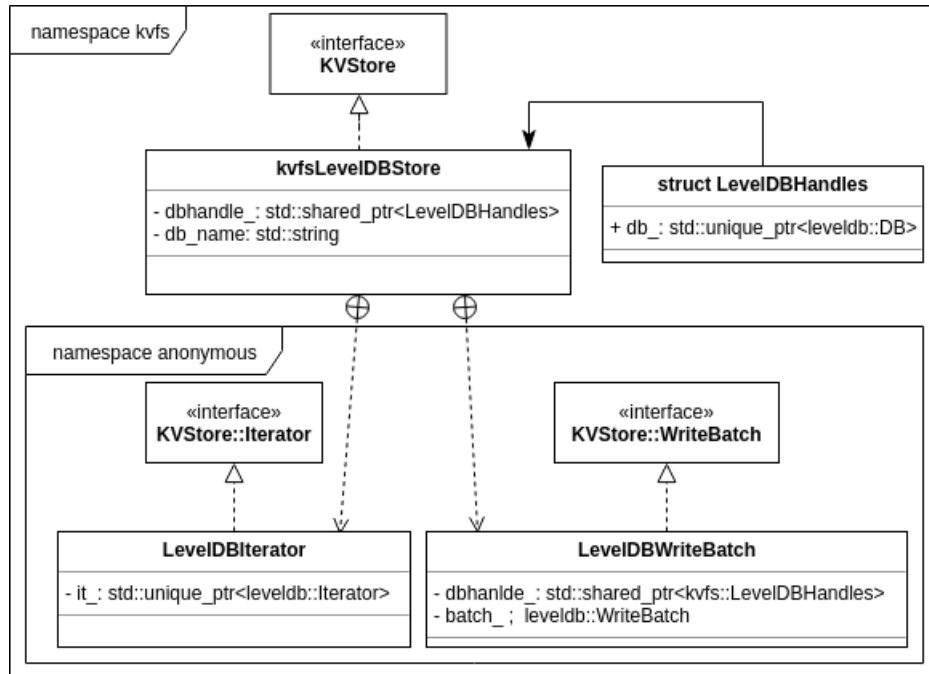 namespace kvfs
«interface»
KVStore
kvfsLevelDBStore
- dbhandle_: std::shared_ptr<LevelDBHandles>
- db_name: std::string
struct LevelDBHandles
+ db_: std::unique_ptr<leveldb::DB>
namespace anonymous
«interface»
KVStore::Iterator
«interface»
KVStore::WriteBatch
LevelDBIterator
- it_: std::unique_ptr<leveldb::Iterator>
LevelDBWriteBatch
- dbhanlde_: std::shared_ptr<kvfs::LevelDBHandles>
- batch_ ; leveldb::WriteBatch